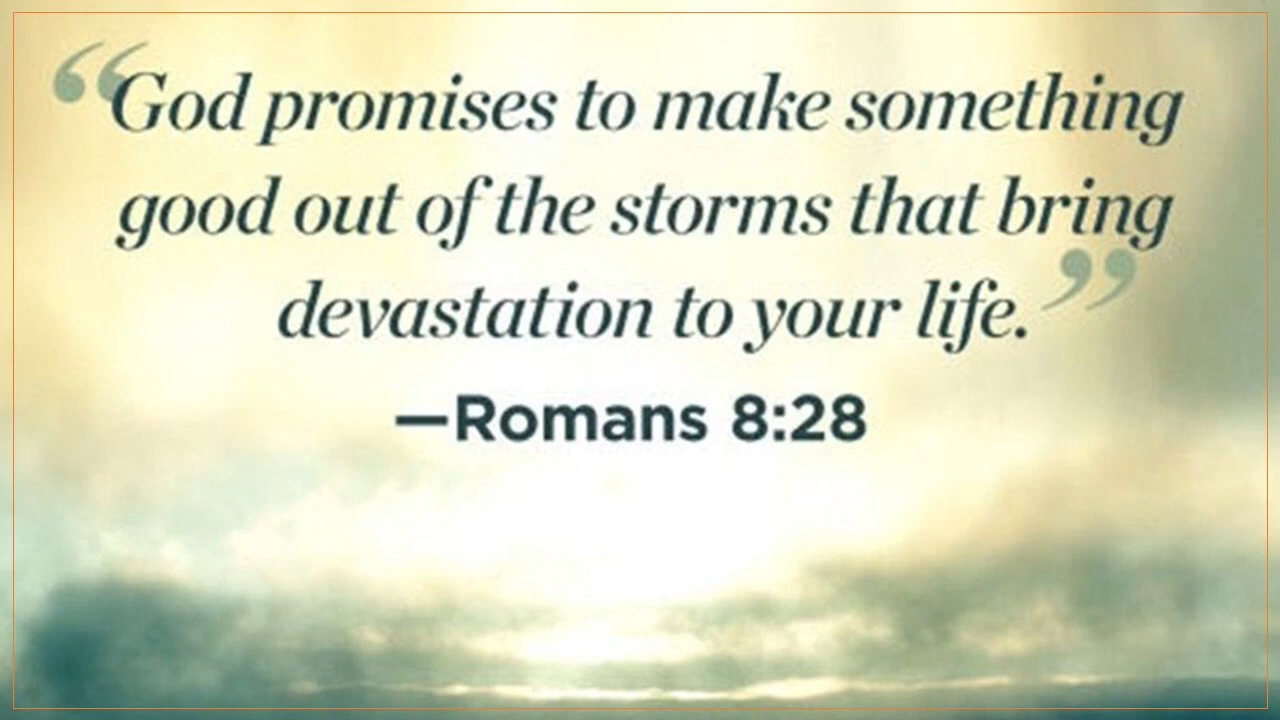 “God promises to make something
good out of the storms that bring
devastation to your life.”
—Romans 8:28